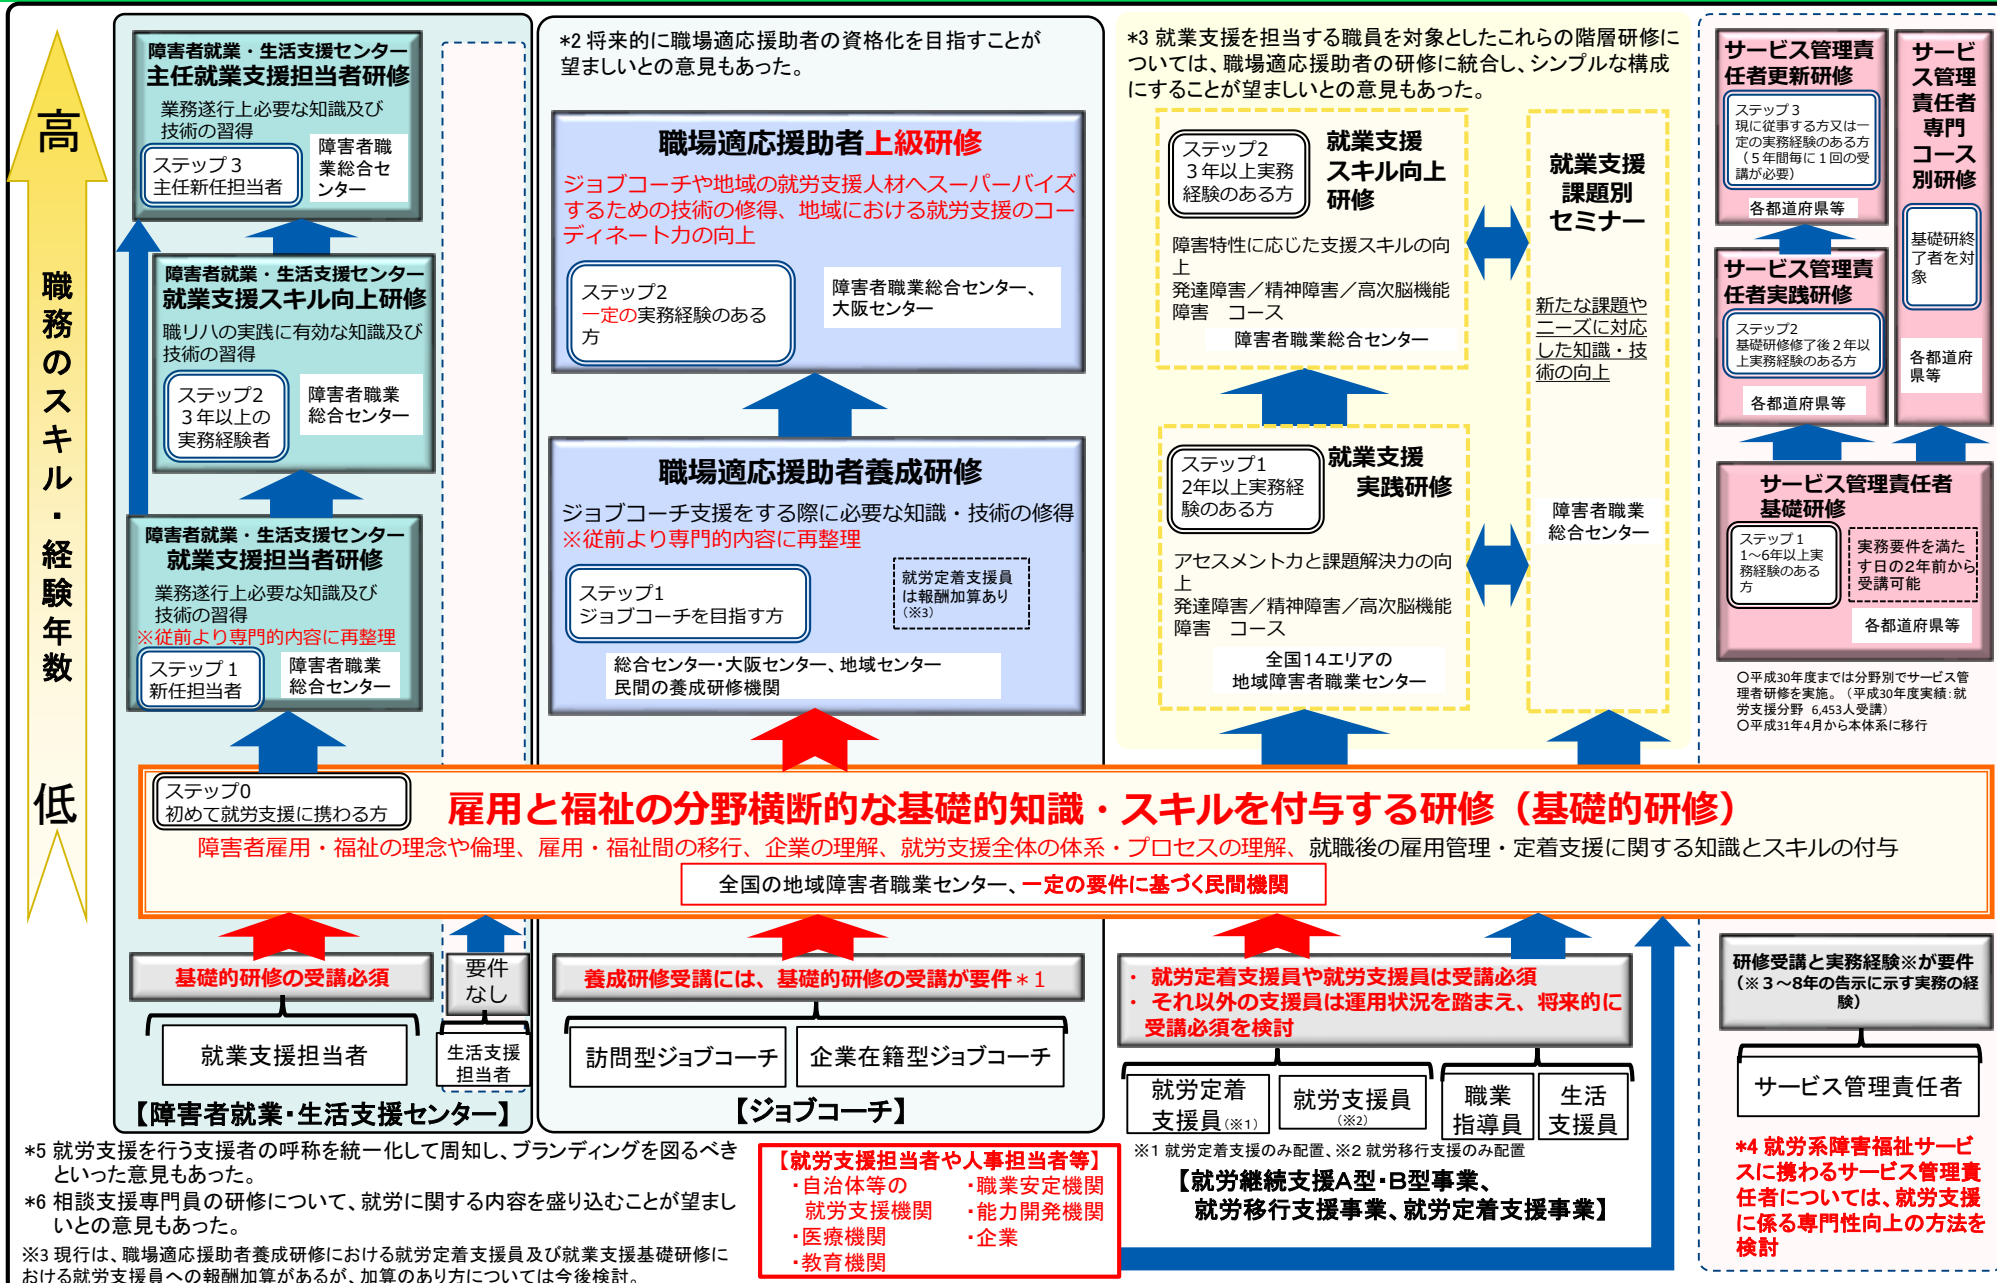 高
職務のスキル・経験年数
低
障害者就業・生活支援センター
主任就業支援担当者研修
業務遂行上必要な知識及び
技術の習得
ステップ3
主任新任担当者
障害者職
業総合セ
ンター
障害者就業・生活支援センター
就業支援スキル向上研修
職リハの実践に有効な知識及び
技術の習得
ステップ2
3年以上の
実務経験者
障害者職業
総合センター
障害者就業・生活支援センター
就業支援担当者研修
業務遂行上必要な知識及び
技術の習得
※従前より専門的内容に再整理
ステップ1
新任担当者
障害者職業
総合センター
*2 将来的に職場適応援助者の資格化を目指すことが
望ましいとの意見もあった。
職場適応援助者上級研修
ジョブコーチや地域の就労支援人材へスーパーバイズ
するための技術の修得、地域における就労支援のコー
ディネート力の向上
ステップ2
一定の実務経験のある
方
障害者職業総合センター、
大阪センター
職場適応援助者養成研修
ジョブコーチ支援をする際に必要な知識・技術の修得
※従前より専門的内容に再整理
ステップ1
ジョブコーチを目指す方
就労定着支援員
は報酬加算あり
(※3)
総合センター・大阪センター、地域センター
民間の養成研修機関
*3 就業支援を担当する職員を対象としたこれらの階層研修に
ついては、職場適応援助者の研修に統合し、シンプルな構成
にすることが望ましいとの意見もあった。
ステップ2
3年以上実務
経験のある方
就業支援
スキル向上
研修
障害特性に応じた支援スキルの向
上
発達障害／精神障害／高次脳機能
障害　コース
障害者職業総合センター
ステップ1
2年以上実務経
験のある方
就業支援
実践研修
アセスメント力と課題解決力の向
上
発達障害／精神障害／高次脳機能
障害　コース
全国14エリアの
地域障害者職業センター
就業支援
課題別
セミナー
新たな課題や
ニーズに対応
した知識・技
術の向上
障害者職業
総合センター
サービス管理責
任者更新研修
ステップ3
現に従事する方又は一
定の実務経験のある方
（5年間毎に1回の受
講が必要）
各都道府県等
サービス管理責
任者実践研修
ステップ2
基礎研修修了後2年以
上実務経験のある方
各都道府県等
サービ
ス管理
責任者
専門
コース
別研修
基礎研終
了者を対
象
各都道府
県等
サービス管理責任者
基礎研修
ステップ1
1～6年以上実
務経験のある
方
実務要件を満た
す日の2年前から
受講可能
各都道府県等
○平成30年度までは分野別でサービス管
理者研修を実施。（平成30年度実績：就
労支援分野 6,453人受講）
○平成31年4月から本体系に移行
ステップ0
初めて就労支援に携わる方
雇用と福祉の分野横断的な基礎的知識・スキルを付与する研修（基礎的研修）
障害者雇用・福祉の理念や倫理、雇用・福祉間の移行、企業の理解、就労支援全体の体系・プロセスの理解、就職後の雇用管理・定着支援に関する知識とスキルの付与
全国の地域障害者職業センター、一定の要件に基づく民間機関
基礎的研修の受講必須
要件
なし
就業支援担当者
生活支援
担当者
【障害者就業・生活支援センター】
養成研修受講には、基礎的研修の受講が要件＊1
訪問型ジョブコーチ
企業在籍型ジョブコーチ
【ジョブコーチ】
・ 就労定着支援員や就労支援員は受講必須
・ それ以外の支援員は運用状況を踏まえ、将来的に
受講必須を検討
就労定着
支援員(※1)
就労支援員
(※2)
職業
指導員
生活
支援員
※1 就労定着支援のみ配置、※2 就労移行支援のみ配置
【就労継続支援A型・B型事業、
就労移行支援事業、就労定着支援事業】
研修受講と実務経験※が要件
（※3～8年の告示に示す実務の経
験）
サービス管理責任者
*4 就労系障害福祉サービ
スに携わるサービス管理責
任者については、就労支援
に係る専門性向上の方法を
検討
*5 就労支援を行う支援者の呼称を統一化して周知し、ブランディングを図るべき
といった意見もあった。
*6 相談支援専門員の研修について、就労に関する内容を盛り込むことが望まし
いとの意見もあった。
※3 現行は、職場適応援助者養成研修における就労定着支援員及び就業支援基礎研修に
おける就労支援員への報酬加算があるが、加算のあり方については今後検討。
【就労支援担当者や人事担当者等】
・自治体等の
就労支援機関
・医療機関
・教育機関
・職業安定機関
・能力開発機関
・企業